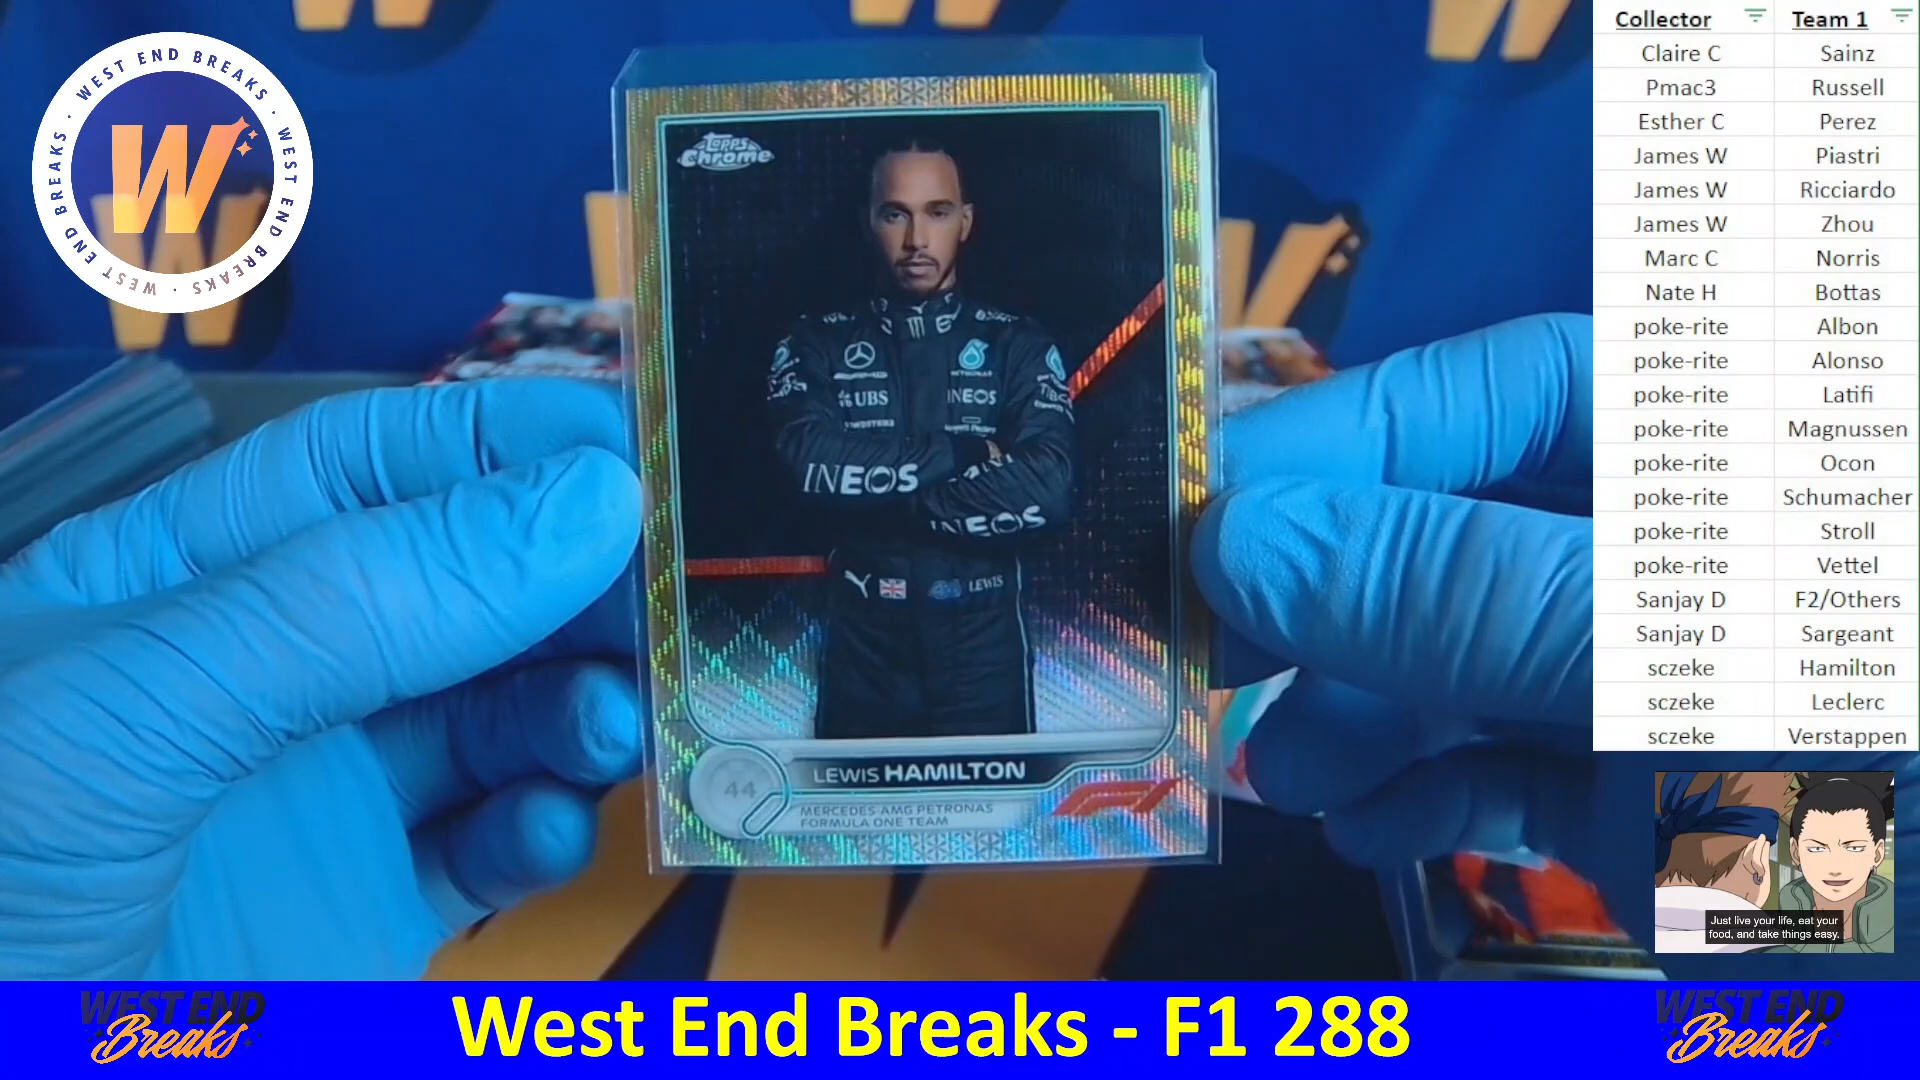 · WEST END BREAKS · WEST END BREAKS · WEST END BREAKS
W
topps
Chrome
UBS
INEOS
PETRONAS
INEOS
INEOS
LEWIS
44
LEWIS HAMILTON
MERCEDES-AMG PETRONAS
FORMULA ONE TEAM
F1
Collector Team 1
Claire C Sainz
Pmac3 Russell
Esther C Perez
James W Piastri
James W Ricciardo
James W Zhou
Marc C Norris
Nate H Bottas
poke-rite Albon
poke-rite Alonso
poke-rite Latifi
poke-rite Magnussen
poke-rite Ocon
poke-rite Schumacher
poke-rite Stroll
poke-rite Vettel
Sanjay D F2/Others
Sanjay D Sargeant
sczeke Hamilton
sczeke Leclerc
sczeke Verstappen
Just live your life, eat your
food, and take things easy.
WEST END
Breaks
West End Breaks - F1 288
WEST END
Breaks